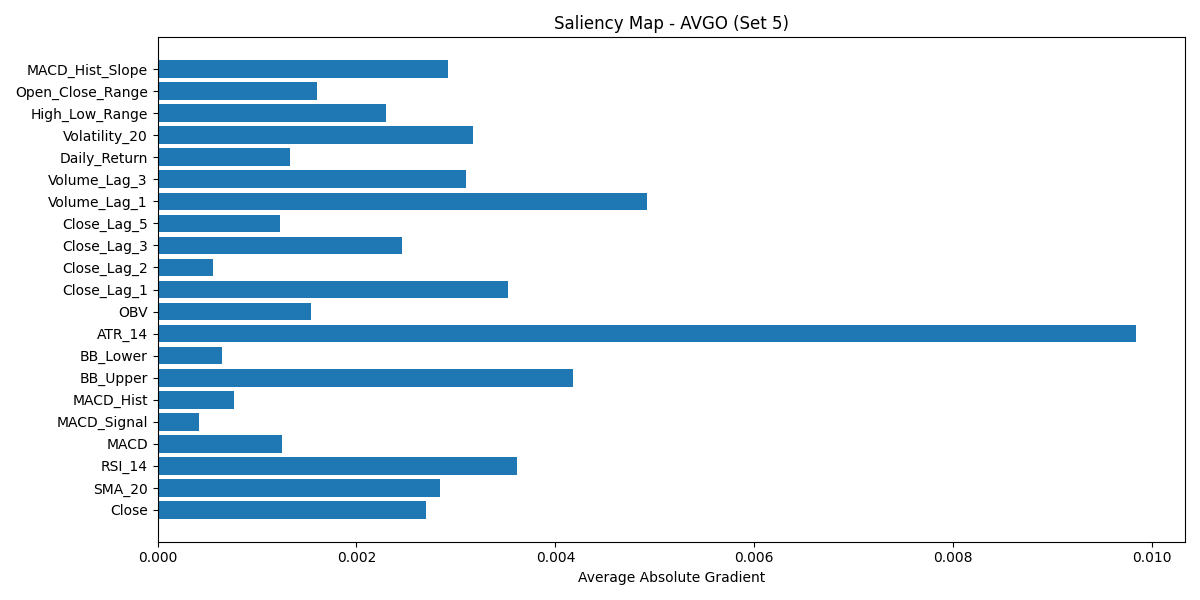 Saliency Map - AVGO (Set 5)
MACD_Hist_Slope
Open_Close_Range
High_Low_Range
Volatility_20
Daily_Return
Volume_Lag_3
Volume_Lag_1
Close_Lag_5
Close_Lag_3
Close_Lag_2
Close_Lag_1
OBV
ATR_14
BB_Lower
BB_Upper
MACD_Hist
MACD_Signal
MACD
RSI_14
SMA_20
Close
0.000 0.002 0.004 0.006 0.008 0.010
Average Absolute Gradient